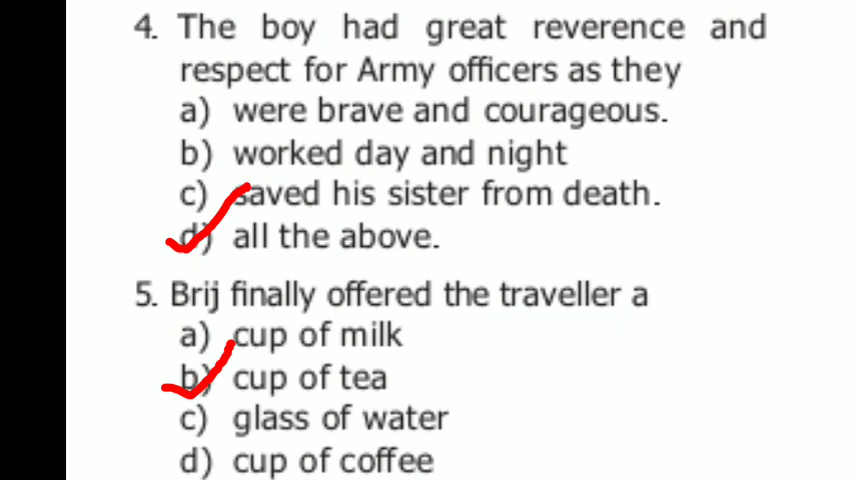 4. The boy had great reverence and
respect for Army officers as they
a) were brave and courageous.
b) worked day and night
c) saved his sister from death.
d) all the above.
5. Brij finally offered the traveller a
a) cup of milk
b) cup of tea
c) glass of water
d) cup of coffee